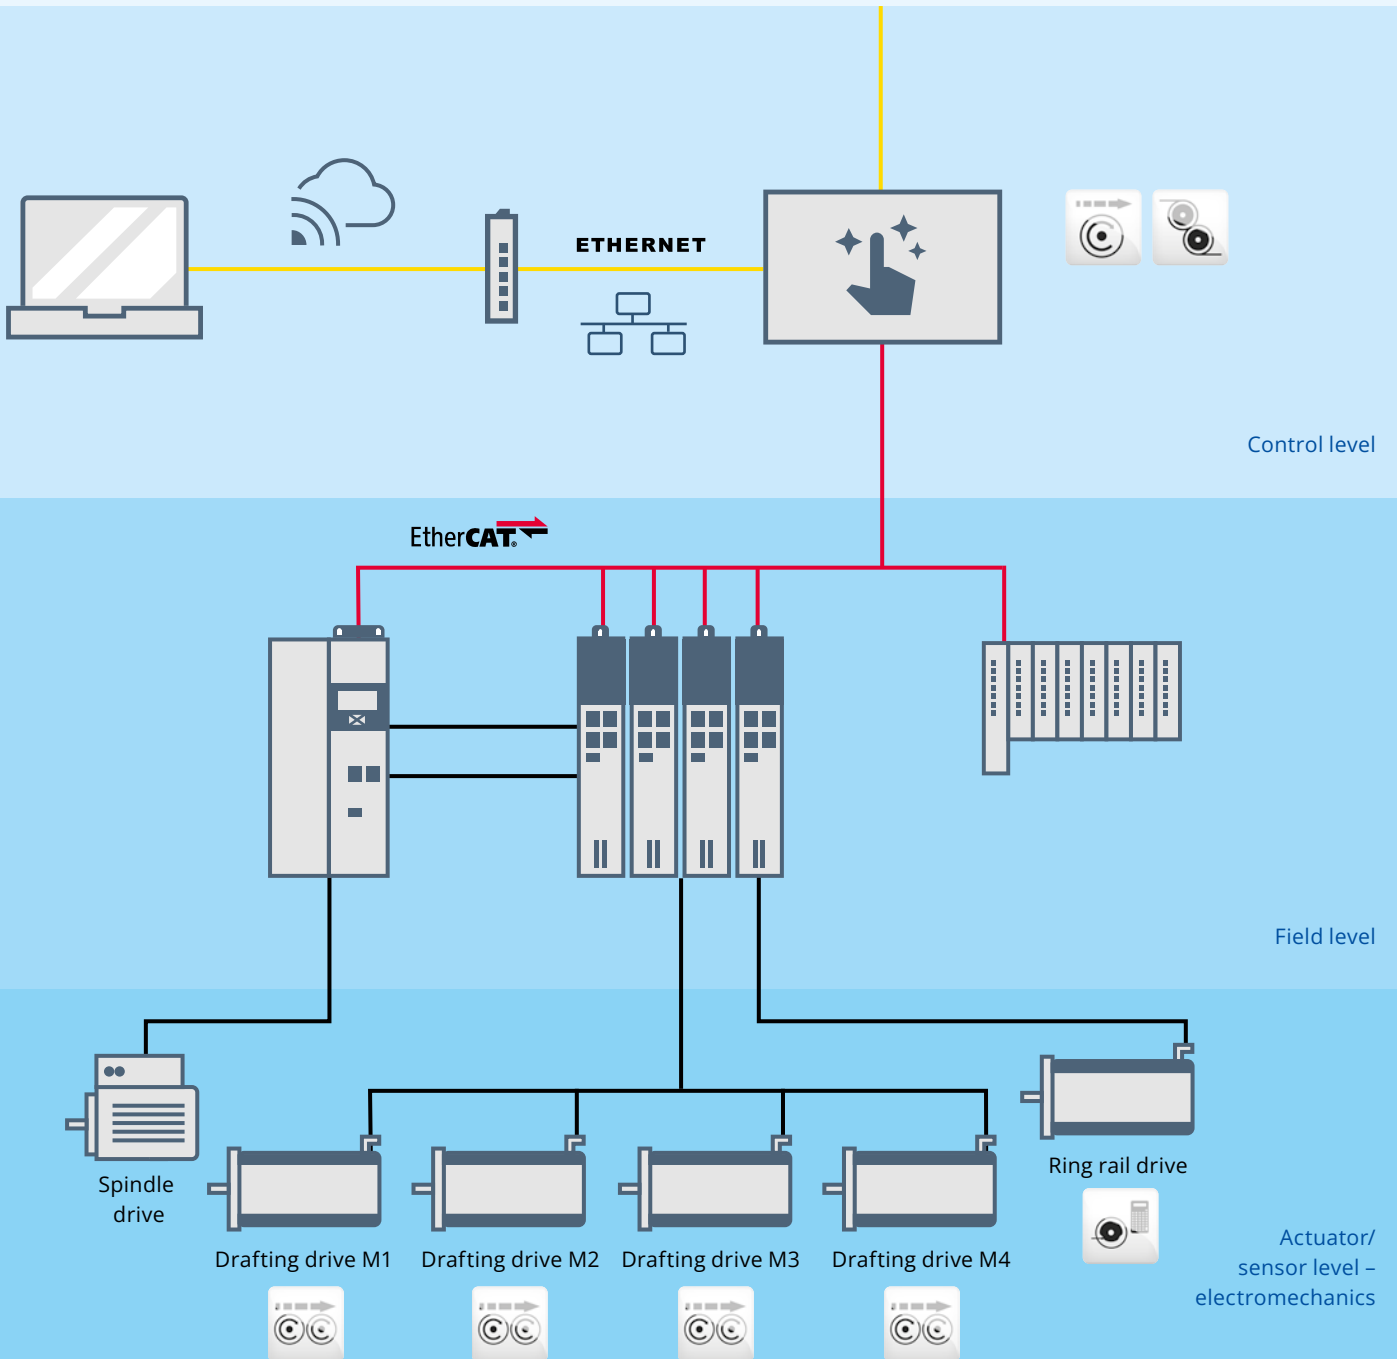 ETHERNET
Control level
EtherCAT®
Field level
Spindle
drive
Drafting drive M1
Drafting drive M2
Drafting drive M3
Drafting drive M4
Ring rail drive
Actuator/
sensor level –
electromechanics